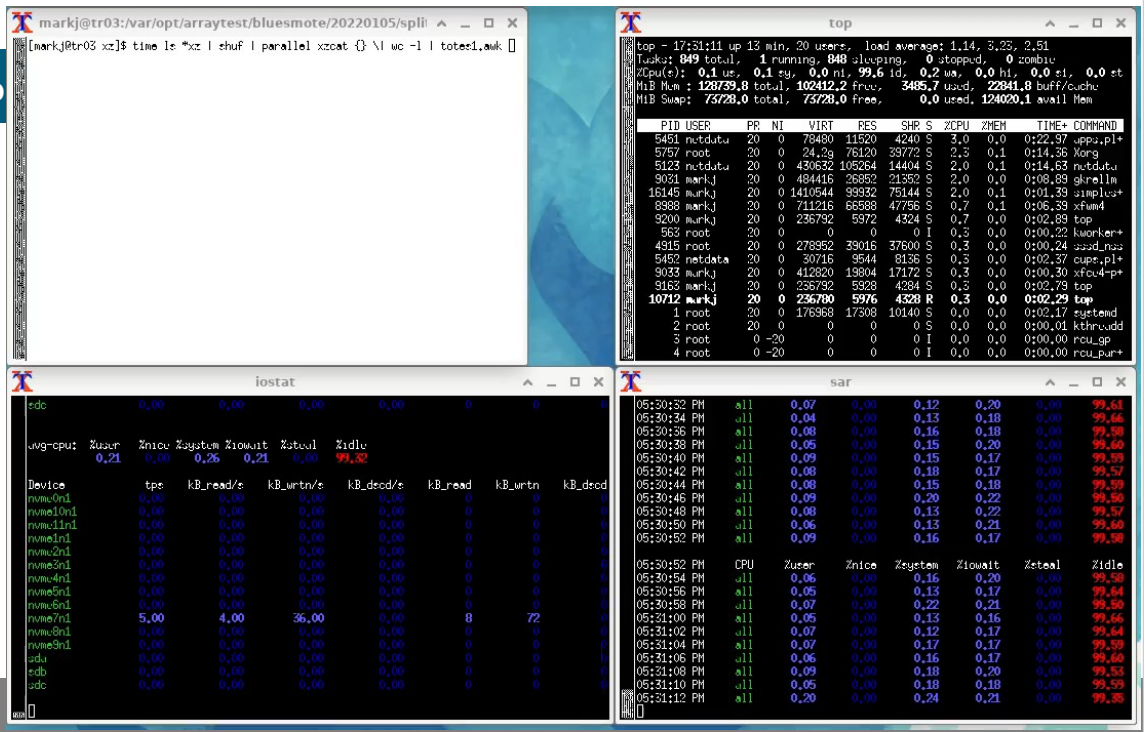 markj@tr03:/var/opt/arraytest/bluesmote/20220105/split
[markj@tr03 xz]$ time ls *xz | shuf | parallel xzcat {} \| wc -l | totes1.awk
top
top - 17:31:11 up 13 min, 20 users, load average: 1.14, 3.23, 2.51
Tasks: 849 total, 1 running, 848 sleeping, 0 stopped, 0 zombie
%Cpu(s): 0.1 us, 0.1 sy, 0.0 ni, 99.6 id, 0.2 wa, 0.0 hi, 0.0 si, 0.0 st
MiB Mem : 128739.8 total, 102412.2 free, 3485.7 used, 22841.8 buff/cache
MiB Swap: 73728.0 total, 73728.0 free, 0.0 used. 124020.1 avail Mem
PID USER PR NI VIRT RES SHR S %CPU %MEM TIME+ COMMAND
5451 netdata 20 0 78480 11520 4240 S 3.0 0.0 0:22.97 apps.pl+
5757 root 20 0 24.2g 76120 39772 S 2.3 0.1 0:14.36 Xorg
5123 netdata 20 0 430632 105264 14404 S 2.0 0.1 0:14.63 netdata
9031 markj 20 0 484416 26852 21352 S 2.0 0.0 0:08.89 gkrellm
16145 markj 20 0 1410544 99932 75144 S 2.0 0.1 0:01.39 simples+
8988 markj 20 0 711216 66588 47756 S 0.7 0.1 0:06.39 xfwm4
9200 markj 20 0 236792 5972 4324 S 0.7 0.0 0:02.89 top
563 root 20 0 0 0 0 I 0.3 0.0 0:00.22 kworker+
4915 root 20 0 278952 39016 37600 S 0.3 0.0 0:00.24 sssd_nss
5452 netdata 20 0 30716 9544 8136 S 0.3 0.0 0:02.37 cups.pl+
9033 markj 20 0 412820 19804 17172 S 0.3 0.0 0:00.30 xfce4-p+
9163 markj 20 0 236792 5928 4284 S 0.3 0.0 0:02.79 top
10712 markj 20 0 236780 5976 4328 R 0.3 0.0 0:02.29 top
1 root 20 0 176968 17308 10140 S 0.0 0.0 0:02.17 systemd
2 root 20 0 0 0 0 S 0.0 0.0 0:00.01 kthreadd
3 root 0 -20 0 0 0 I 0.0 0.0 0:00.00 rcu_gp
4 root 0 -20 0 0 0 I 0.0 0.0 0:00.00 rcu_par+
iostat
sdc 0.00 0.00 0.00 0.00 0 0 0
avg-cpu: %user %nice %system %iowait %steal %idle
0.21 0.00 0.26 0.21 0.00 99.32
Device tps kB_read/s kB_wrtn/s kB_dscd/s kB_read kB_wrtn kB_dscd
nvme0n1 0.00 0.00 0.00 0.00 0 0 0
nvme10n1 0.00 0.00 0.00 0.00 0 0 0
nvme11n1 0.00 0.00 0.00 0.00 0 0 0
nvme1n1 0.00 0.00 0.00 0.00 0 0 0
nvme2n1 0.00 0.00 0.00 0.00 0 0 0
nvme3n1 0.00 0.00 0.00 0.00 0 0 0
nvme4n1 0.00 0.00 0.00 0.00 0 0 0
nvme5n1 0.00 0.00 0.00 0.00 0 0 0
nvme6n1 0.00 0.00 0.00 0.00 0 0 0
nvme7n1 5.00 4.00 36.00 0.00 8 72 0
nvme8n1 0.00 0.00 0.00 0.00 0 0 0
nvme9n1 0.00 0.00 0.00 0.00 0 0 0
sda 0.00 0.00 0.00 0.00 0 0 0
sdb 0.00 0.00 0.00 0.00 0 0 0
sdc 0.00 0.00 0.00 0.00 0 0 0
sar
05:30:32 PM all 0.07 0.00 0.12 0.20 0.00 99.61
05:30:34 PM all 0.04 0.00 0.13 0.18 0.00 99.66
05:30:36 PM all 0.08 0.00 0.16 0.18 0.00 99.58
05:30:38 PM all 0.05 0.00 0.15 0.20 0.00 99.60
05:30:40 PM all 0.09 0.00 0.15 0.17 0.00 99.59
05:30:42 PM all 0.08 0.00 0.18 0.17 0.00 99.57
05:30:44 PM all 0.08 0.00 0.15 0.18 0.00 99.59
05:30:46 PM all 0.09 0.00 0.20 0.22 0.00 99.50
05:30:48 PM all 0.08 0.00 0.13 0.22 0.00 99.57
05:30:50 PM all 0.06 0.00 0.13 0.21 0.00 99.60
05:30:52 PM all 0.09 0.00 0.16 0.17 0.00 99.58
05:30:52 PM CPU %user %nice %system %iowait %steal %idle
05:30:54 PM all 0.06 0.00 0.16 0.20 0.00 99.58
05:30:56 PM all 0.05 0.00 0.13 0.17 0.00 99.64
05:30:58 PM all 0.07 0.00 0.22 0.21 0.00 99.50
05:31:00 PM all 0.05 0.00 0.13 0.16 0.00 99.66
05:31:02 PM all 0.07 0.00 0.12 0.17 0.00 99.64
05:31:04 PM all 0.07 0.00 0.17 0.17 0.00 99.59
05:31:06 PM all 0.06 0.00 0.16 0.17 0.00 99.60
05:31:08 PM all 0.09 0.00 0.18 0.20 0.00 99.53
05:31:10 PM all 0.05 0.00 0.18 0.18 0.00 99.59
05:31:12 PM all 0.20 0.00 0.24 0.21 0.00 99.35